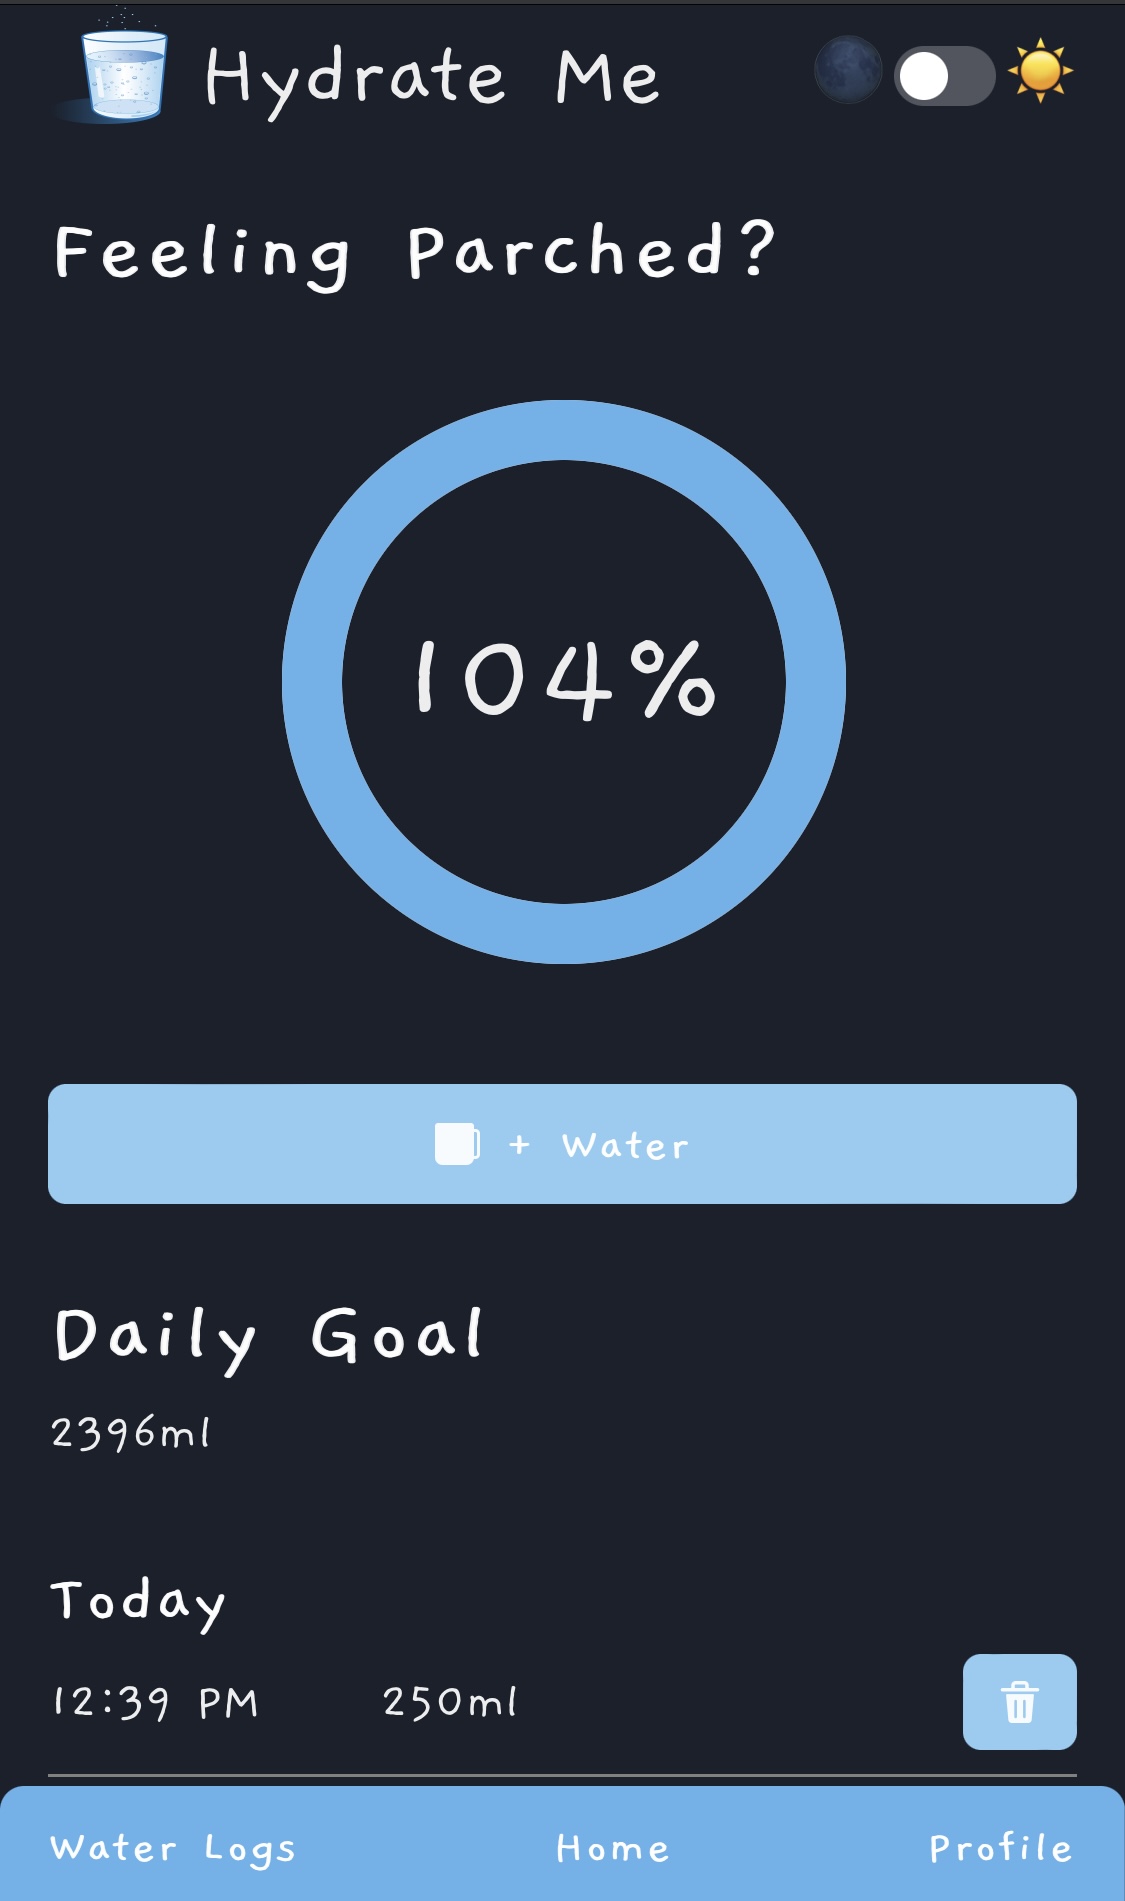 Hydrate Me
Feeling Parched?
104%
+ Water
Daily Goal
2396ml
Today
12:39 PM 250ml
Water Logs Home Profile